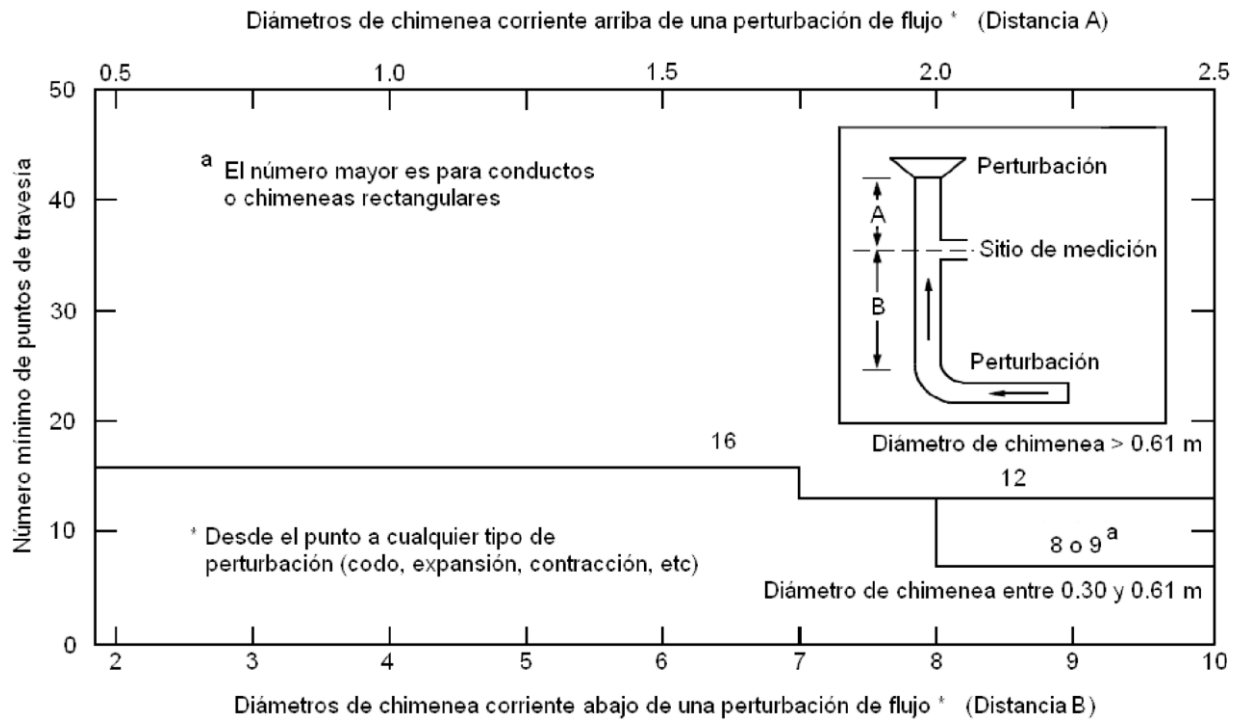 Diámetros de chimenea corriente arriba de una perturbación de flujo * (Distancia A)
0.5 1.0 1.5 2.0 2.5
50
40
30
20
10
0
Número mínimo de puntos de travesía
a El número mayor es para conductos
o chimeneas rectangulares
Perturbación
A
Sitio de medición
B
Perturbación
Diámetro de chimenea > 0.61 m
16
12
* Desde el punto a cualquier tipo de
perturbación (codo, expansión, contracción, etc)
8 o 9 a
Diámetro de chimenea entre 0.30 y 0.61 m
2 3 4 5 6 7 8 9 10
Diámetros de chimenea corriente abajo de una perturbación de flujo * (Distancia B)